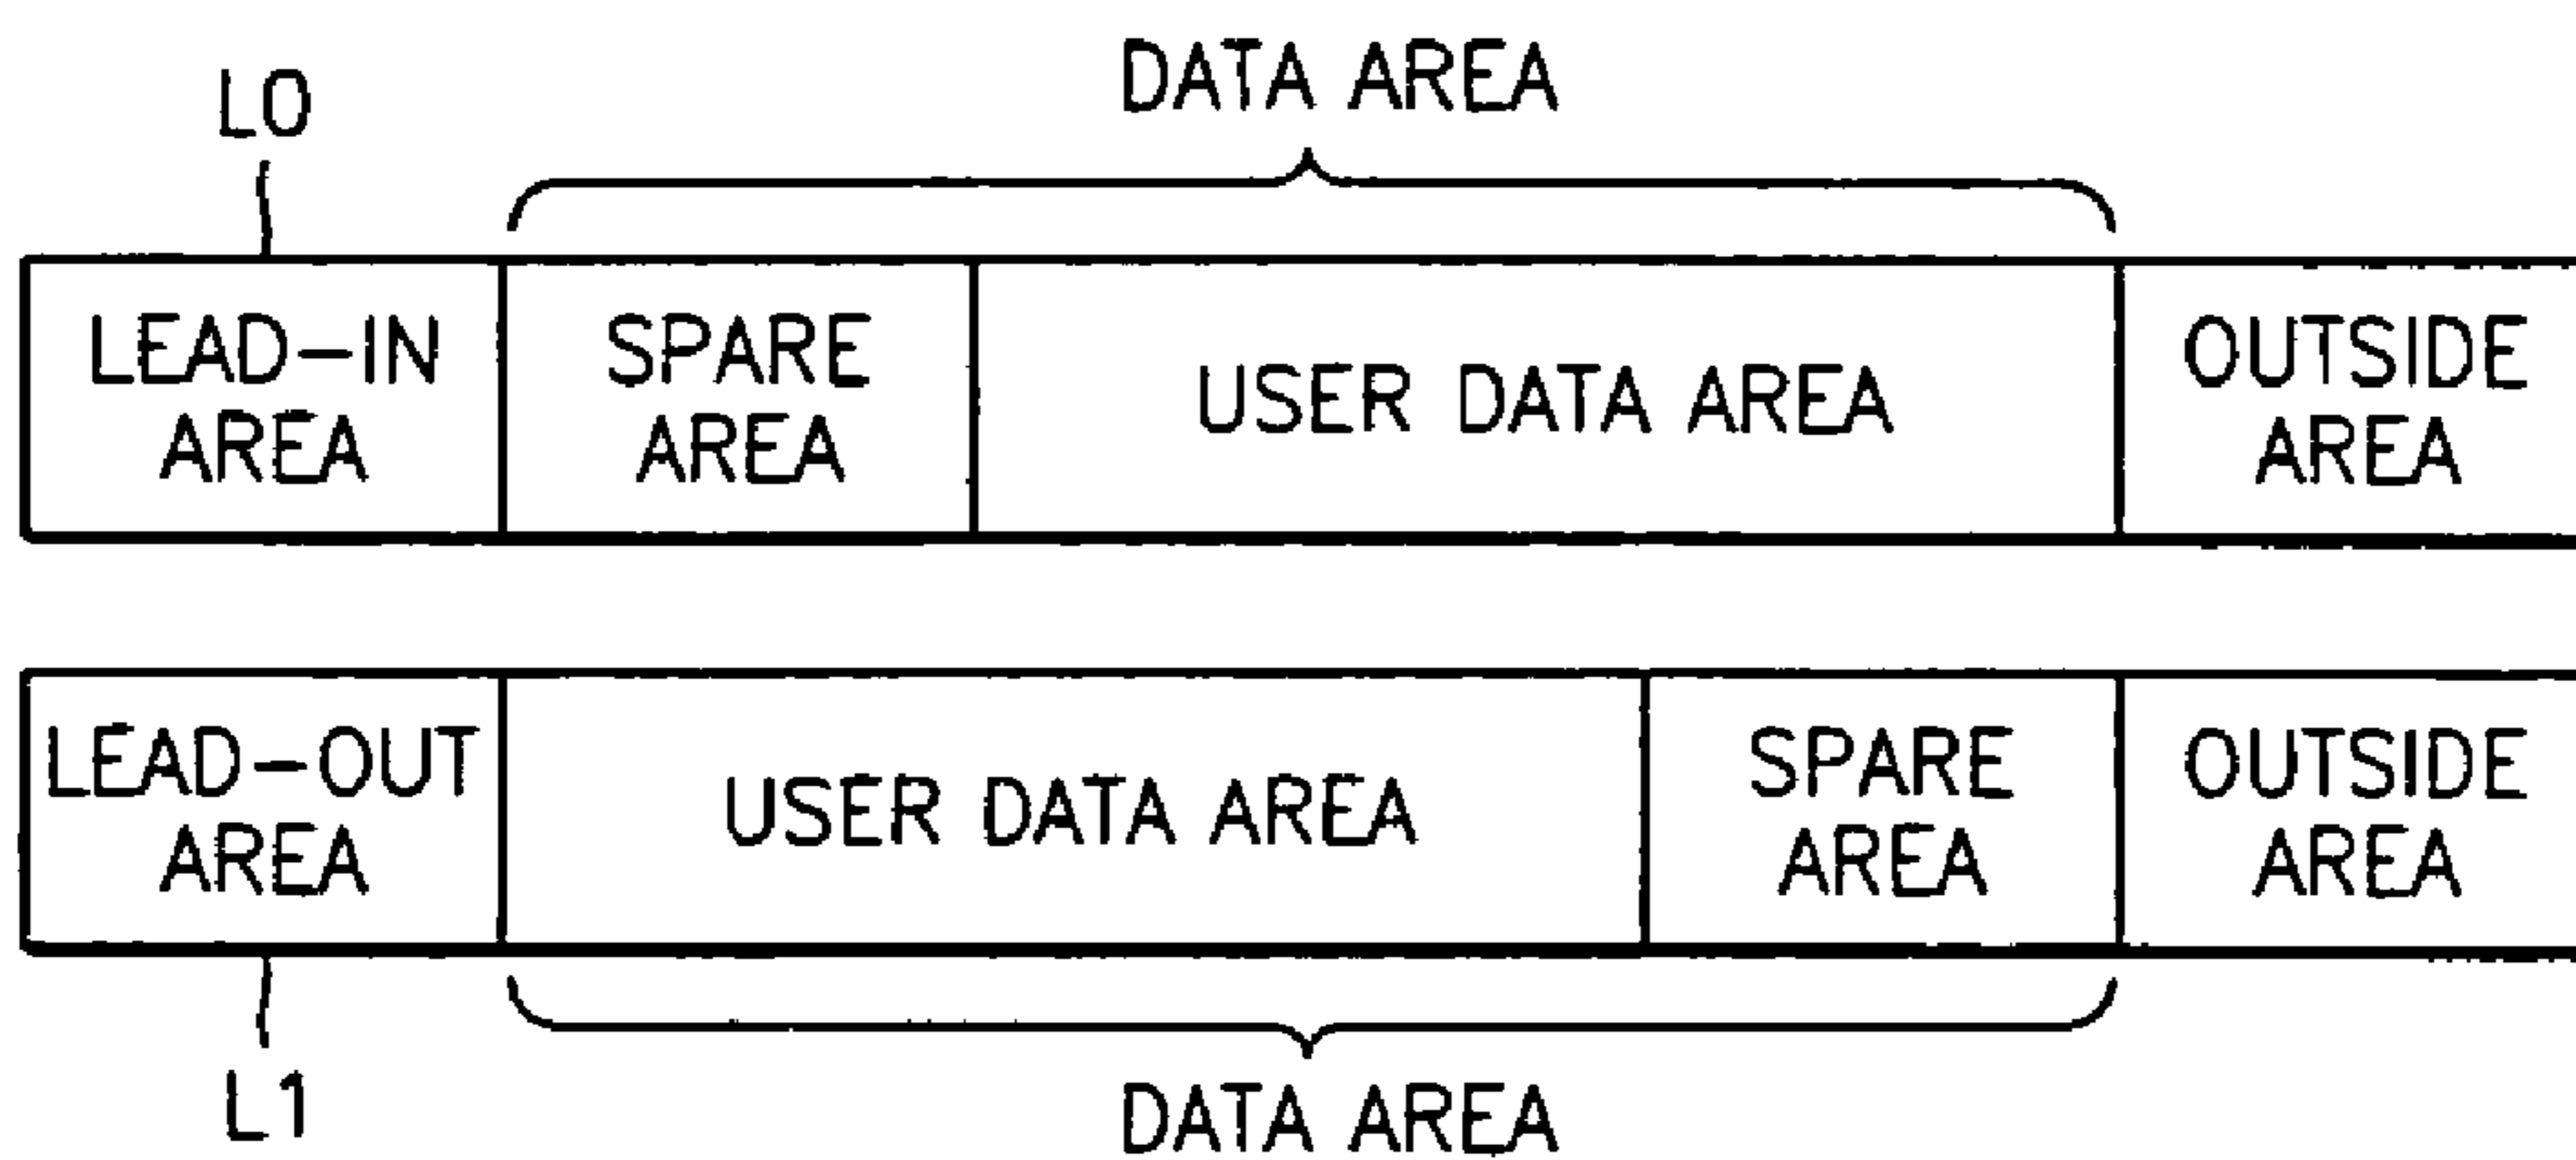 DATA AREA
L0
LEAD-IN
AREA
SPARE
AREA
USER DATA AREA
OUTSIDE
AREA
LEAD-OUT
AREA
USER DATA AREA
SPARE
AREA
OUTSIDE
AREA
L1
DATA AREA